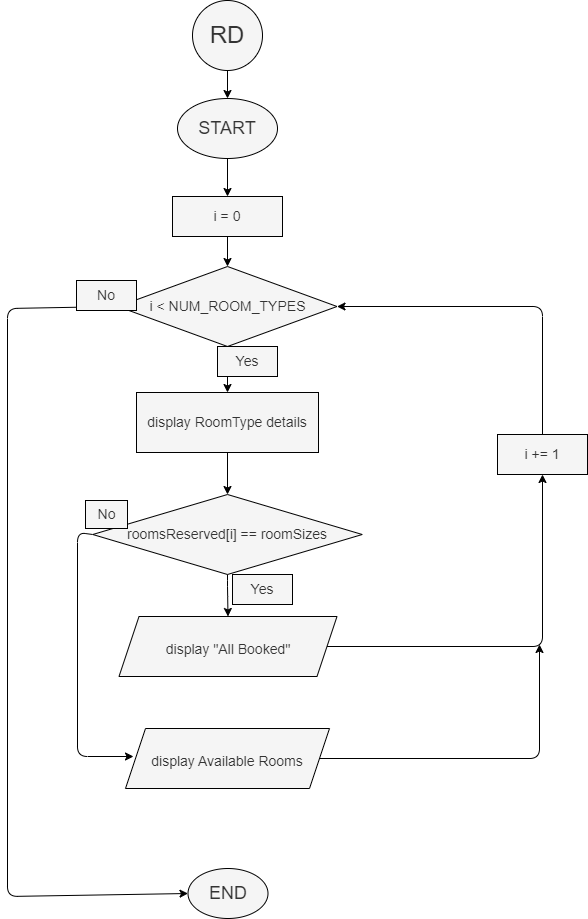 RD
START
i = 0
i < NUM_ROOM_TYPES
No
Yes
display RoomType details
i += 1
No
roomsReserved[i] == roomSizes
Yes
display "All Booked"
display Available Rooms
END